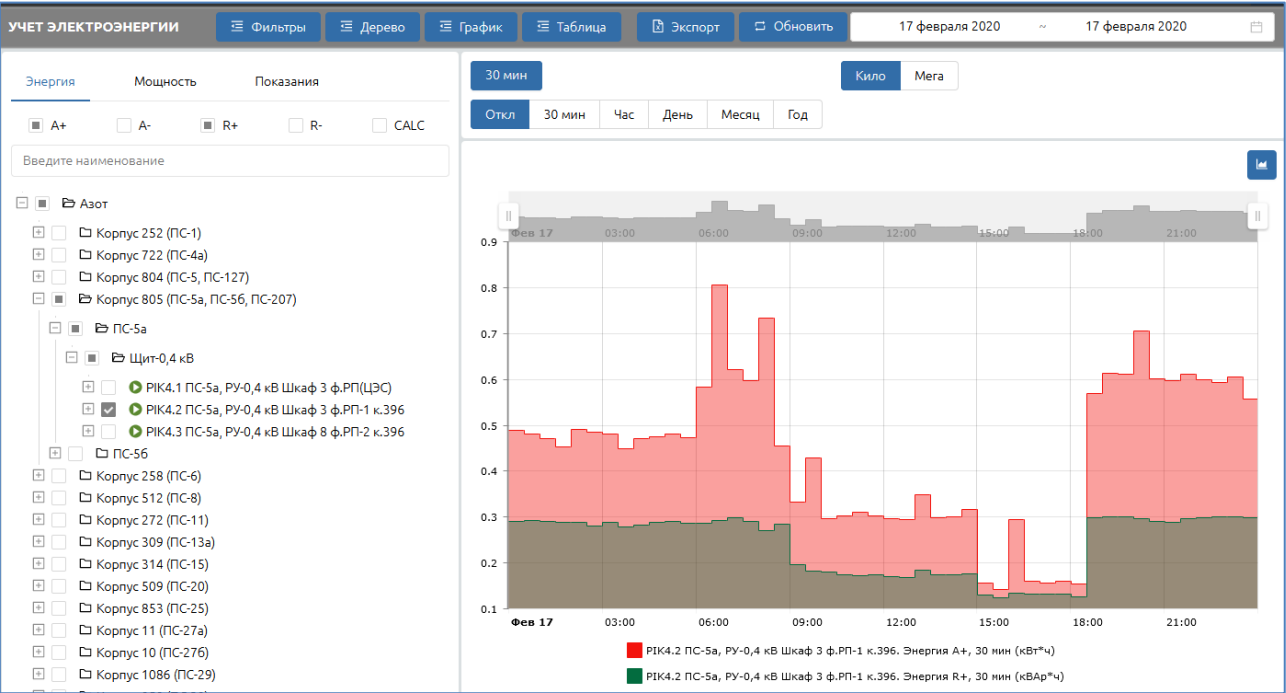 УЧЕТ ЭЛЕКТРОЭНЕРГИИ Фильтры Дерево График Таблица Экспорт Обновить 17 февраля 2020 ~ 17 февраля 2020
Энергия Мощность Показания
A+ A- R+ R- CALC
Введите наименование
Азот
Корпус 252 (ПС-1)
Корпус 722 (ПС-4а)
Корпус 804 (ПС-5, ПС-127)
Корпус 805 (ПС-5а, ПС-5б, ПС-207)
ПС-5а
Щит-0,4 кВ
PIK4.1 ПС-5а, РУ-0,4 кВ Шкаф 3 ф.РП(ЦЭС)
PIK4.2 ПС-5а, РУ-0,4 кВ Шкаф 3 ф.РП-1 к.396
PIK4.3 ПС-5а, РУ-0,4 кВ Шкаф 8 ф.РП-2 к.396
ПС-5б
Корпус 258 (ПС-6)
Корпус 512 (ПС-8)
Корпус 272 (ПС-11)
Корпус 309 (ПС-13а)
Корпус 314 (ПС-15)
Корпус 509 (ПС-20)
Корпус 853 (ПС-25)
Корпус 11 (ПС-27а)
Корпус 10 (ПС-27б)
Корпус 1086 (ПС-29)
30 мин Кило Мега
Откл 30 мин Час День Месяц Год
Фев 17 03:00 06:00 09:00 12:00 15:00 18:00 21:00
0.9
0.8
0.7
0.6
0.5
0.4
0.3
0.2
0.1
Фев 17 03:00 06:00 09:00 12:00 15:00 18:00 21:00
PIK4.2 ПС-5а, РУ-0,4 кВ Шкаф 3 ф.РП-1 к.396. Энергия A+, 30 мин (кВт*ч)
PIK4.2 ПС-5а, РУ-0,4 кВ Шкаф 3 ф.РП-1 к.396. Энергия R+, 30 мин (кВАр*ч)